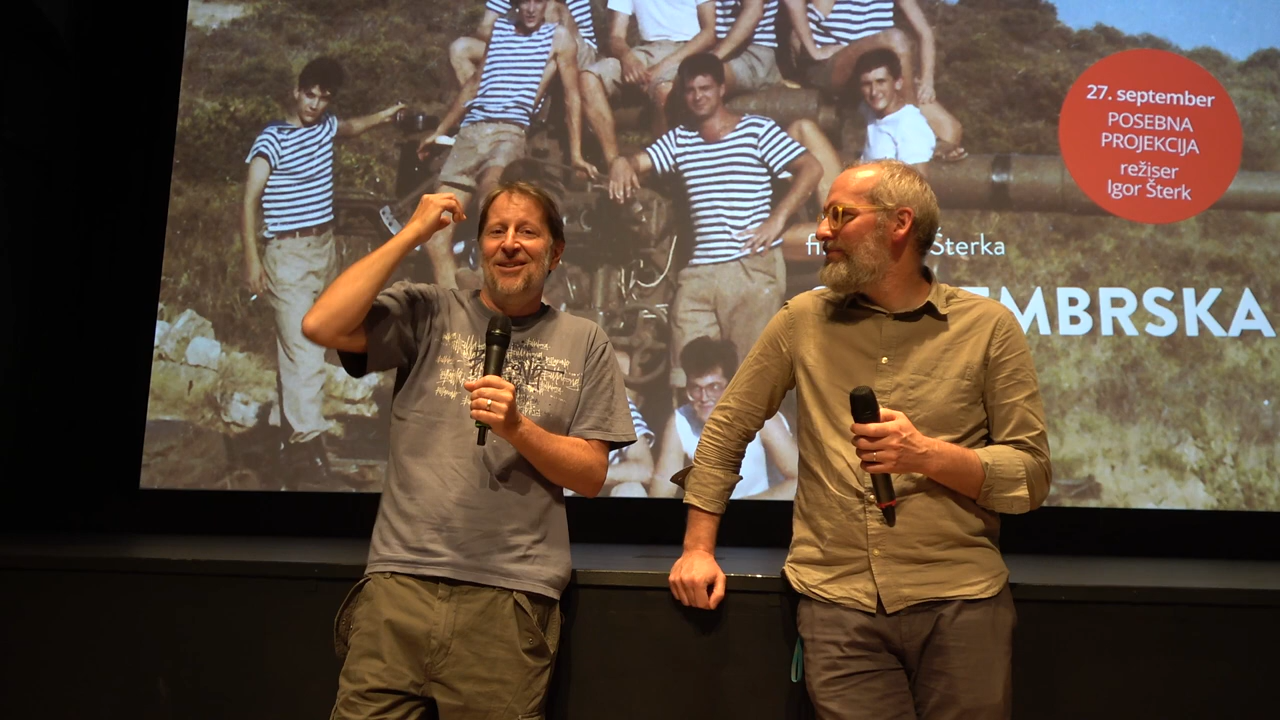 27. september
POSEBNA
PROJEKCIJA
režiser
Igor Šterk
Šterka
EMBRSKA